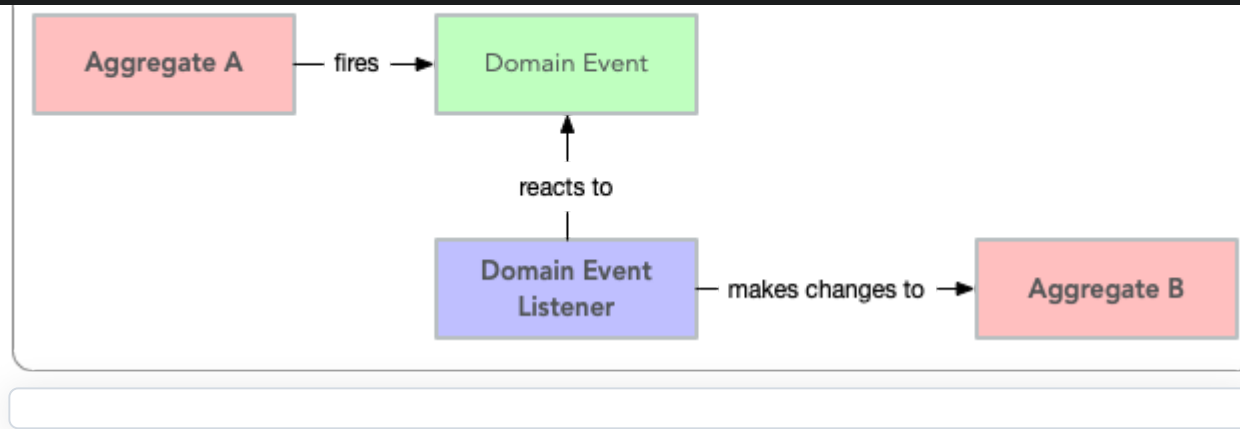 Aggregate A
fires
Domain Event
reacts to
Domain Event
Listener
makes changes to
Aggregate B